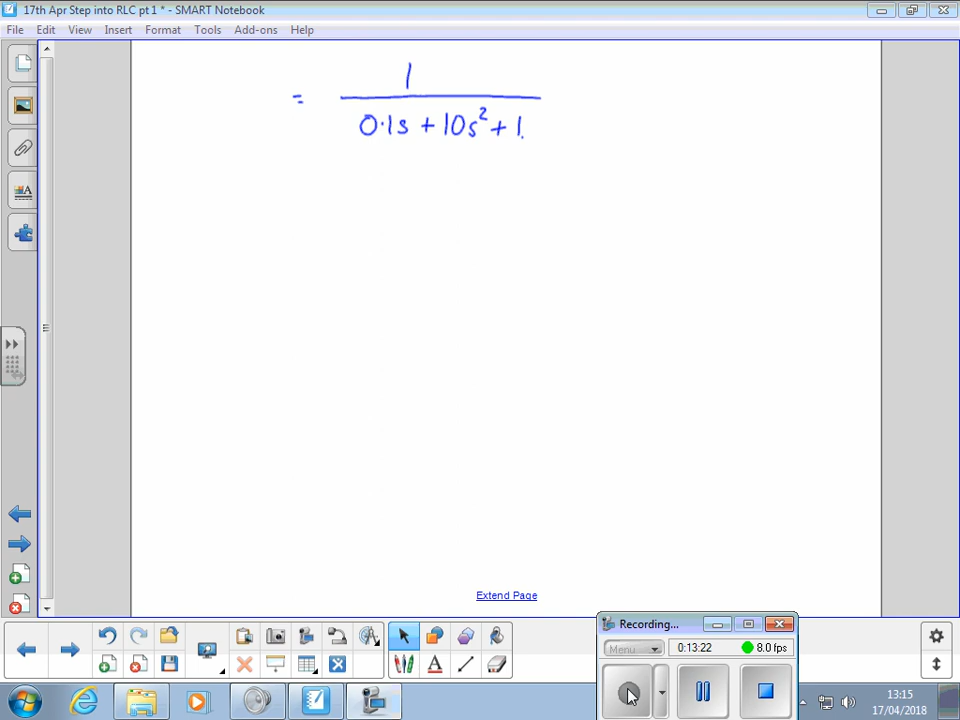 17th Apr Step into RLC pt 1 * - SMART Notebook
File Edit View Insert Format Tools Add-ons Help
1
=
0.1s + 10s² + 1
Extend Page
Recording...
Menu 0:13:22 8.0 fps
13:15
17/04/2018